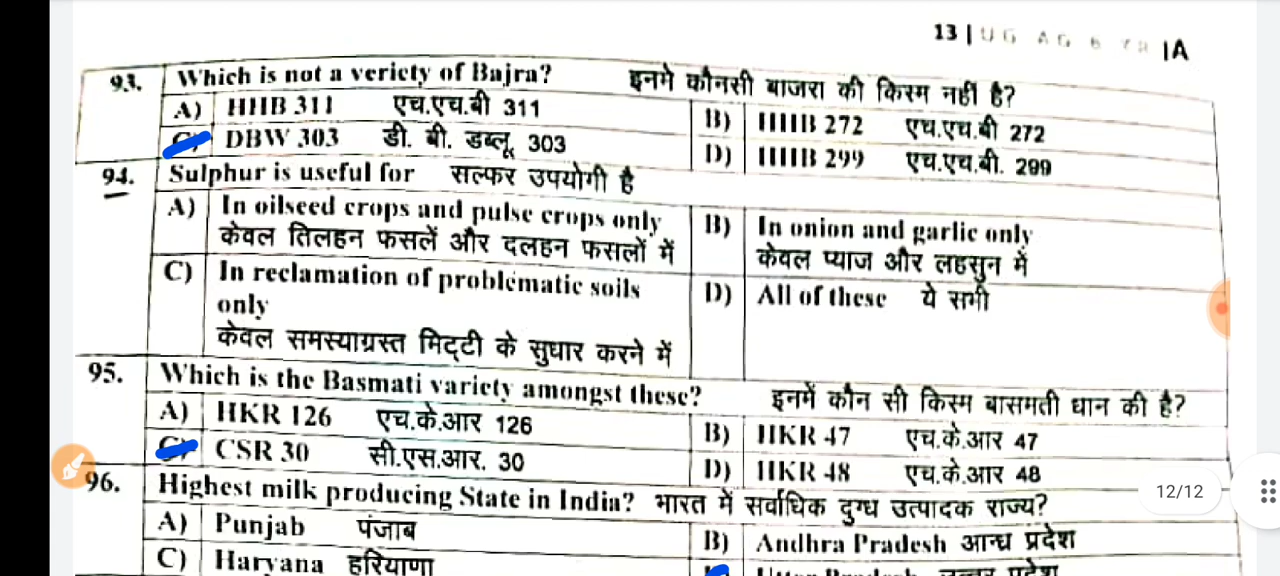 13 | U G A G |A
93. Which is not a veriety of Bajra? इनमे कौनसी बाजरा की किस्म नहीं है?
A) HHB 311 एच.एच.बी 311 B) HHB 272 एच.एच.बी 272
C) DBW 303 डी. बी. डब्लू 303 D) HHB 299 एच.एच.बी. 299
94. Sulphur is useful for सल्फर उपयोगी है
A) In oilseed crops and pulse crops only B) In onion and garlic only
केवल तिलहन फसलें और दलहन फसलों में केवल प्याज और लहसुन में
C) In reclamation of problematic soils D) All of these ये सभी
only
केवल समस्याग्रस्त मिट्टी के सुधार करने में
95. Which is the Basmati variety amongst these? इनमें कौन सी किस्म बासमती धान की है?
A) HKR 126 एच.के.आर 126 B) HKR 47 एच.के.आर 47
C) CSR 30 सी.एस.आर. 30 D) HKR 48 एच.के.आर 48
96. Highest milk producing State in India? भारत में सर्वाधिक दुग्ध उत्पादक राज्य?
12/12
A) Punjab पंजाब B) Andhra Pradesh आन्ध्र प्रदेश
C) Haryana हरियाणा Uttar Pradesh उत्तर प्रदेश